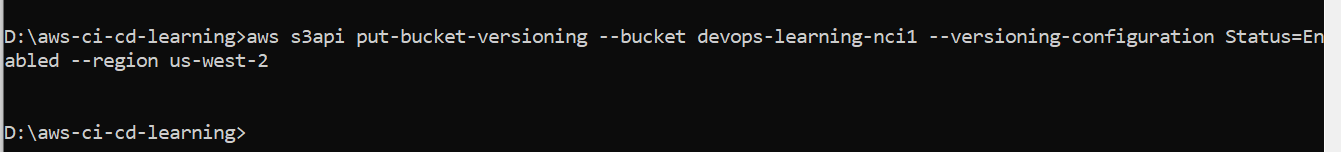 D:\aws-ci-cd-learning>aws s3api put-bucket-versioning --bucket devops-learning-nci1 --versioning-configuration Status=En
abled --region us-west-2
D:\aws-ci-cd-learning>